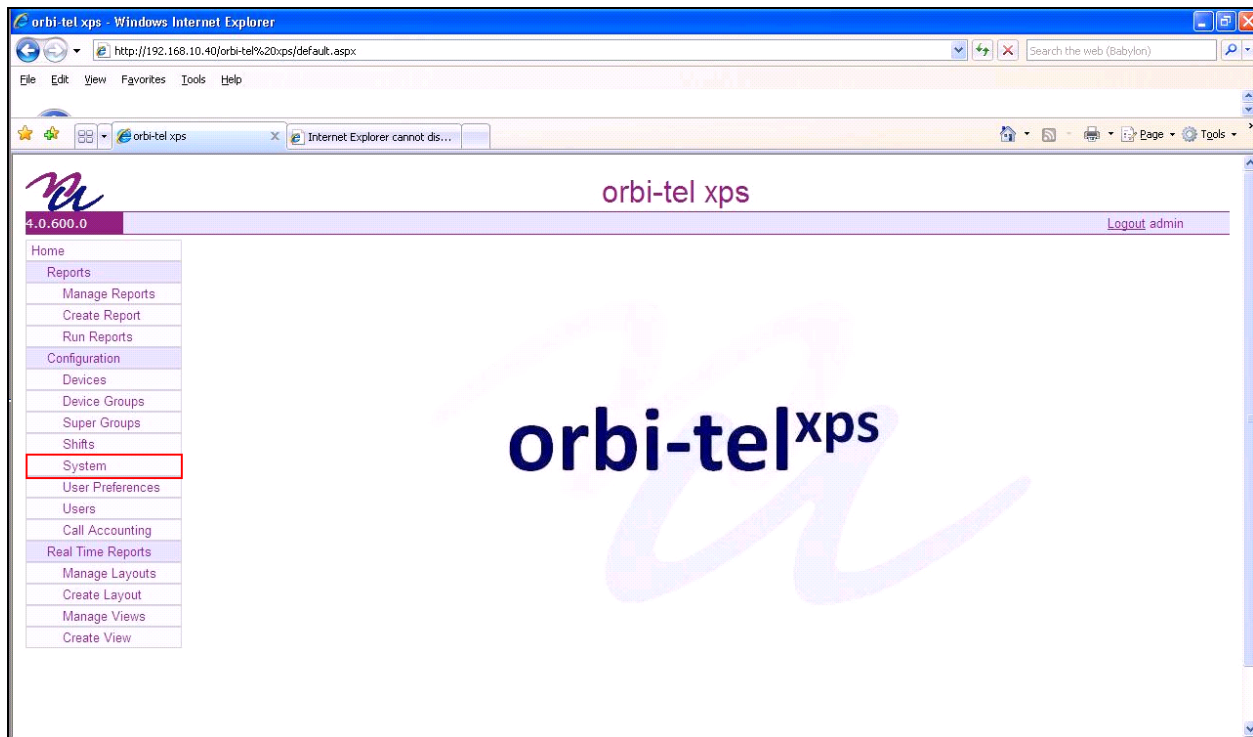 orbi-tel xps - Windows Internet Explorer
http://192.168.10.40/orbi-tel%20xps/default.aspx
Search the web (Babylon)
File Edit View Favorites Tools Help
orbi-tel xps
Internet Explorer cannot dis...
Page
Tools
orbi-tel xps
4.0.600.0
Logout admin
Home
Reports
Manage Reports
Create Report
Run Reports
Configuration
Devices
Device Groups
Super Groups
Shifts
System
User Preferences
Users
Call Accounting
Real Time Reports
Manage Layouts
Create Layout
Manage Views
Create View
orbi-telxps